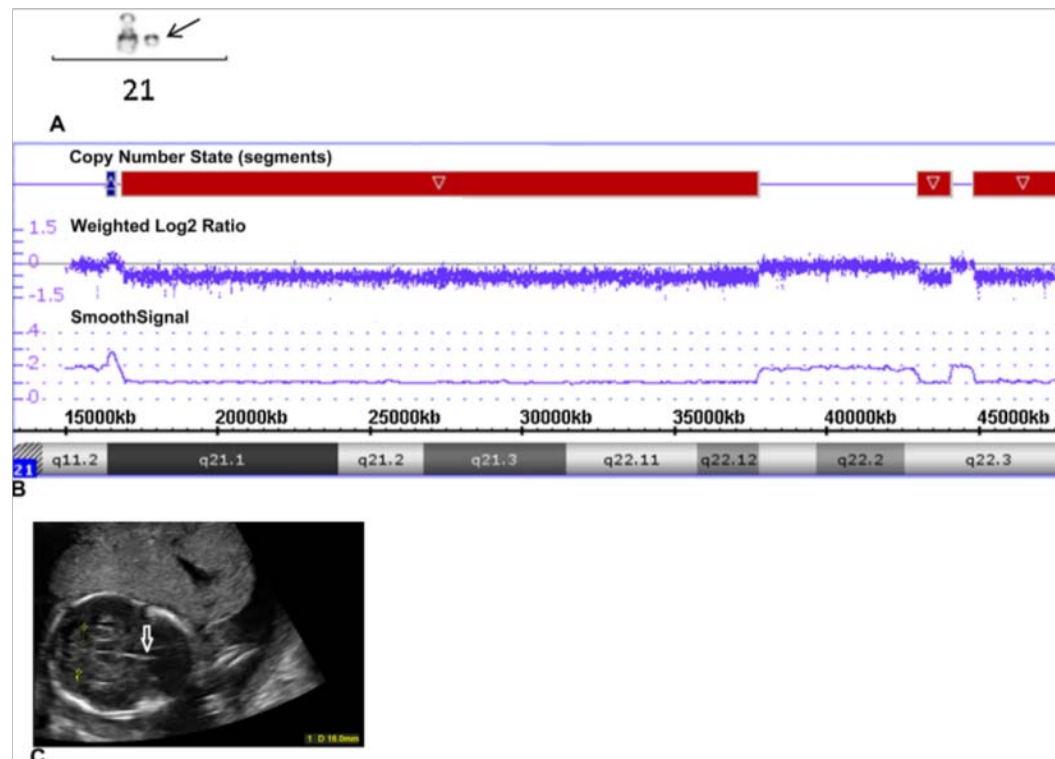 21
A
Copy Number State (segments)
Weighted Log2 Ratio
1.5
0
-1.5
SmoothSignal
4
2
0
15000kb 20000kb 25000kb 30000kb 35000kb 40000kb 45000kb
21 q11.2 q21.1 q21.2 q21.3 q22.11 q22.12 q22.2 q22.3
B
1 D 16.0mm
C